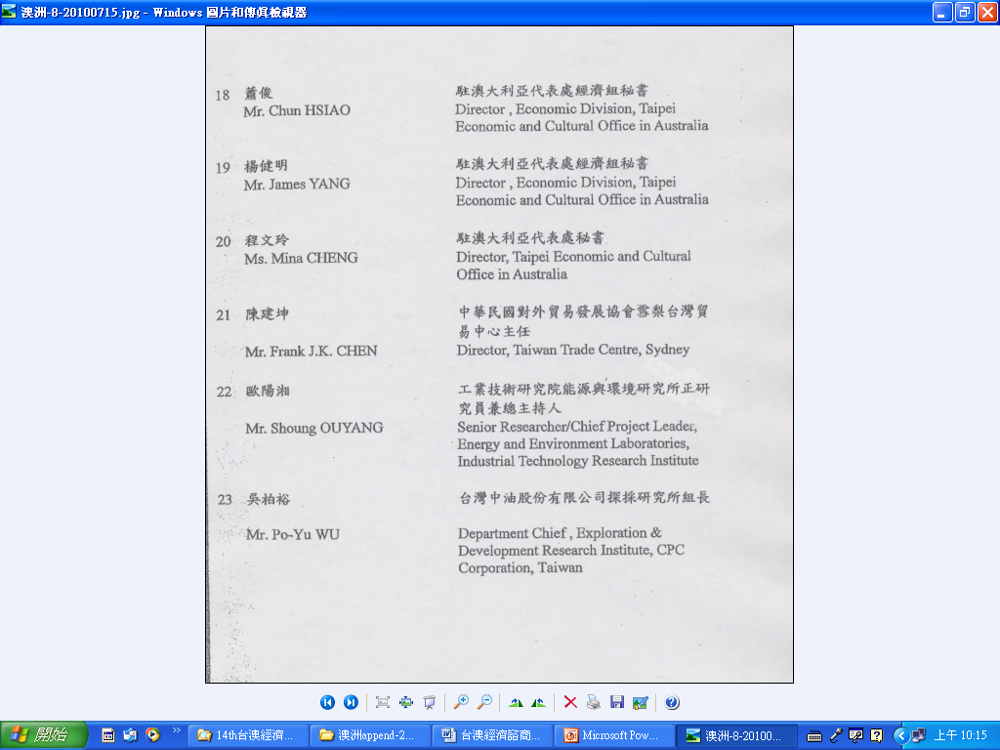 澳洲-8-20100715.jpg - Windows 圖片和傳真檢視器
18 蕭俊 駐澳大利亞代表處經濟組秘書
Mr. Chun HSIAO Director , Economic Division, Taipei
Economic and Cultural Office in Australia
19 楊健明 駐澳大利亞代表處經濟組秘書
Mr. James YANG Director , Economic Division, Taipei
Economic and Cultural Office in Australia
20 程文玲 駐澳大利亞代表處秘書
Ms. Mina CHENG Director, Taipei Economic and Cultural
Office in Australia
21 陳建坤 中華民國對外貿易發展協會雪梨台灣貿
易中心主任
Mr. Frank J.K. CHEN Director, Taiwan Trade Centre, Sydney
22 歐陽湘 工業技術研究院能源與環境研究所正研
究員兼總主持人
Mr. Shoung OUYANG Senior Researcher/Chief Project Leader,
Energy and Environment Laboratories,
Industrial Technology Research Institute
23 吳柏裕 台灣中油股份有限公司探採研究所組長
Mr. Po-Yu WU Department Chief , Exploration &
Development Research Institute, CPC
Corporation, Taiwan
開始 14th台澳經濟... 澳洲append-2... 台澳經濟諮商... Microsoft Pow... 澳洲-8-20100... 上午 10:15